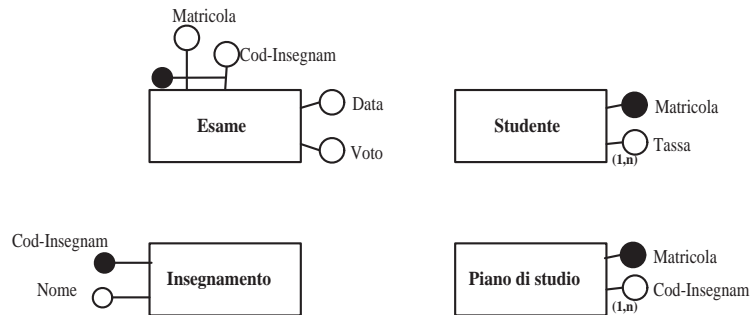 Matricola
Cod-Insegnam
Esame
Data
Voto
Studente
Matricola
Tassa
(1,n)
Cod-Insegnam
Nome
Insegnamento
Piano di studio
Matricola
Cod-Insegnam
(1,n)